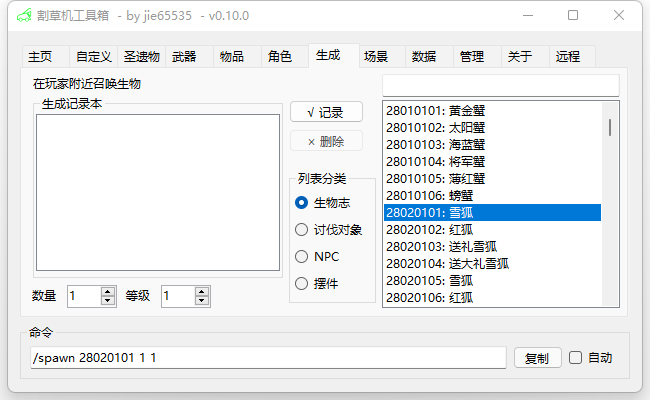 割草机工具箱 - by jie65535 - v0.10.0
主页 自定义 圣遗物 武器 物品 角色 生成 场景 数据 管理 关于 远程
在玩家附近召唤生物
生成记录本
√ 记录
× 删除
列表分类
生物志
讨伐对象
NPC
摆件
数量 1 等级 1
28010101: 黄金蟹
28010102: 太阳蟹
28010103: 海蓝蟹
28010104: 将军蟹
28010105: 薄红蟹
28010106: 螃蟹
28020101: 雪狐
28020102: 红狐
28020103: 送礼雪狐
28020104: 送大礼雪狐
28020105: 雪狐
28020106: 红狐
命令
/spawn 28020101 1 1 复制 自动